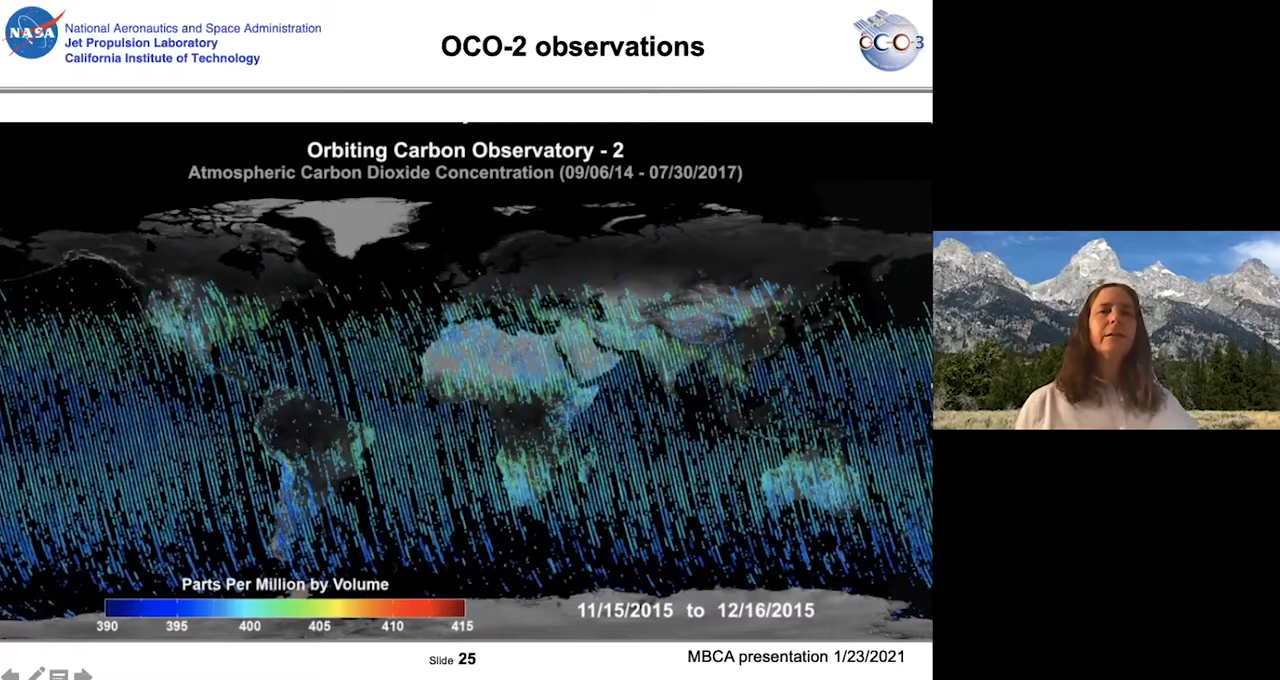 NASA
National Aeronautics and Space Administration
Jet Propulsion Laboratory
California Institute of Technology
OCO-2 observations
OCO-3
Orbiting Carbon Observatory - 2
Atmospheric Carbon Dioxide Concentration (09/06/14 - 07/30/2017)
Parts Per Million by Volume
390 395 400 405 410 415
11/15/2015 to 12/16/2015
Slide 25
MBCA presentation 1/23/2021